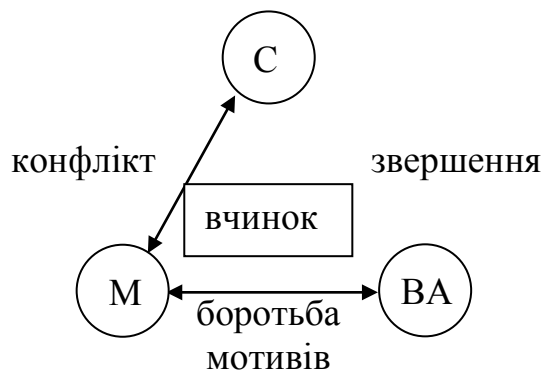 С
конфлікт
звершення
вчинок
М
ВА
боротьба
мотивів